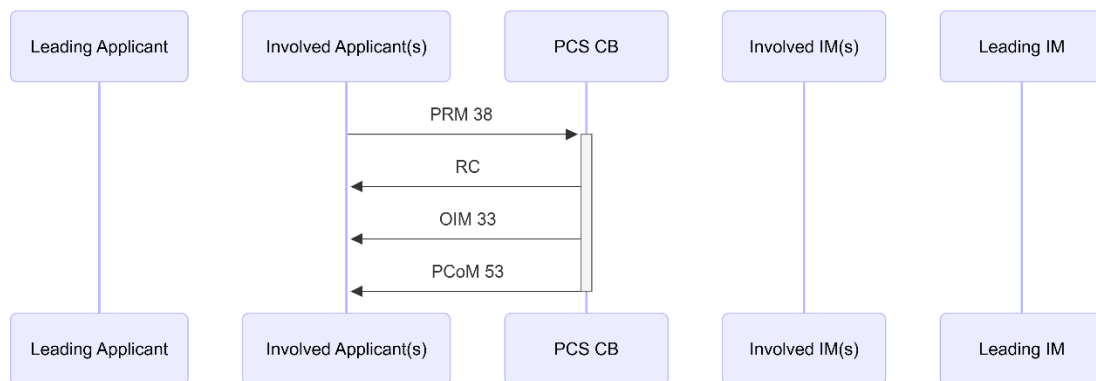 Leading Applicant
Involved Applicant(s)
PCS CB
Involved IM(s)
Leading IM
PRM 38
RC
OIM 33
PCoM 53
Leading Applicant
Involved Applicant(s)
PCS CB
Involved IM(s)
Leading IM